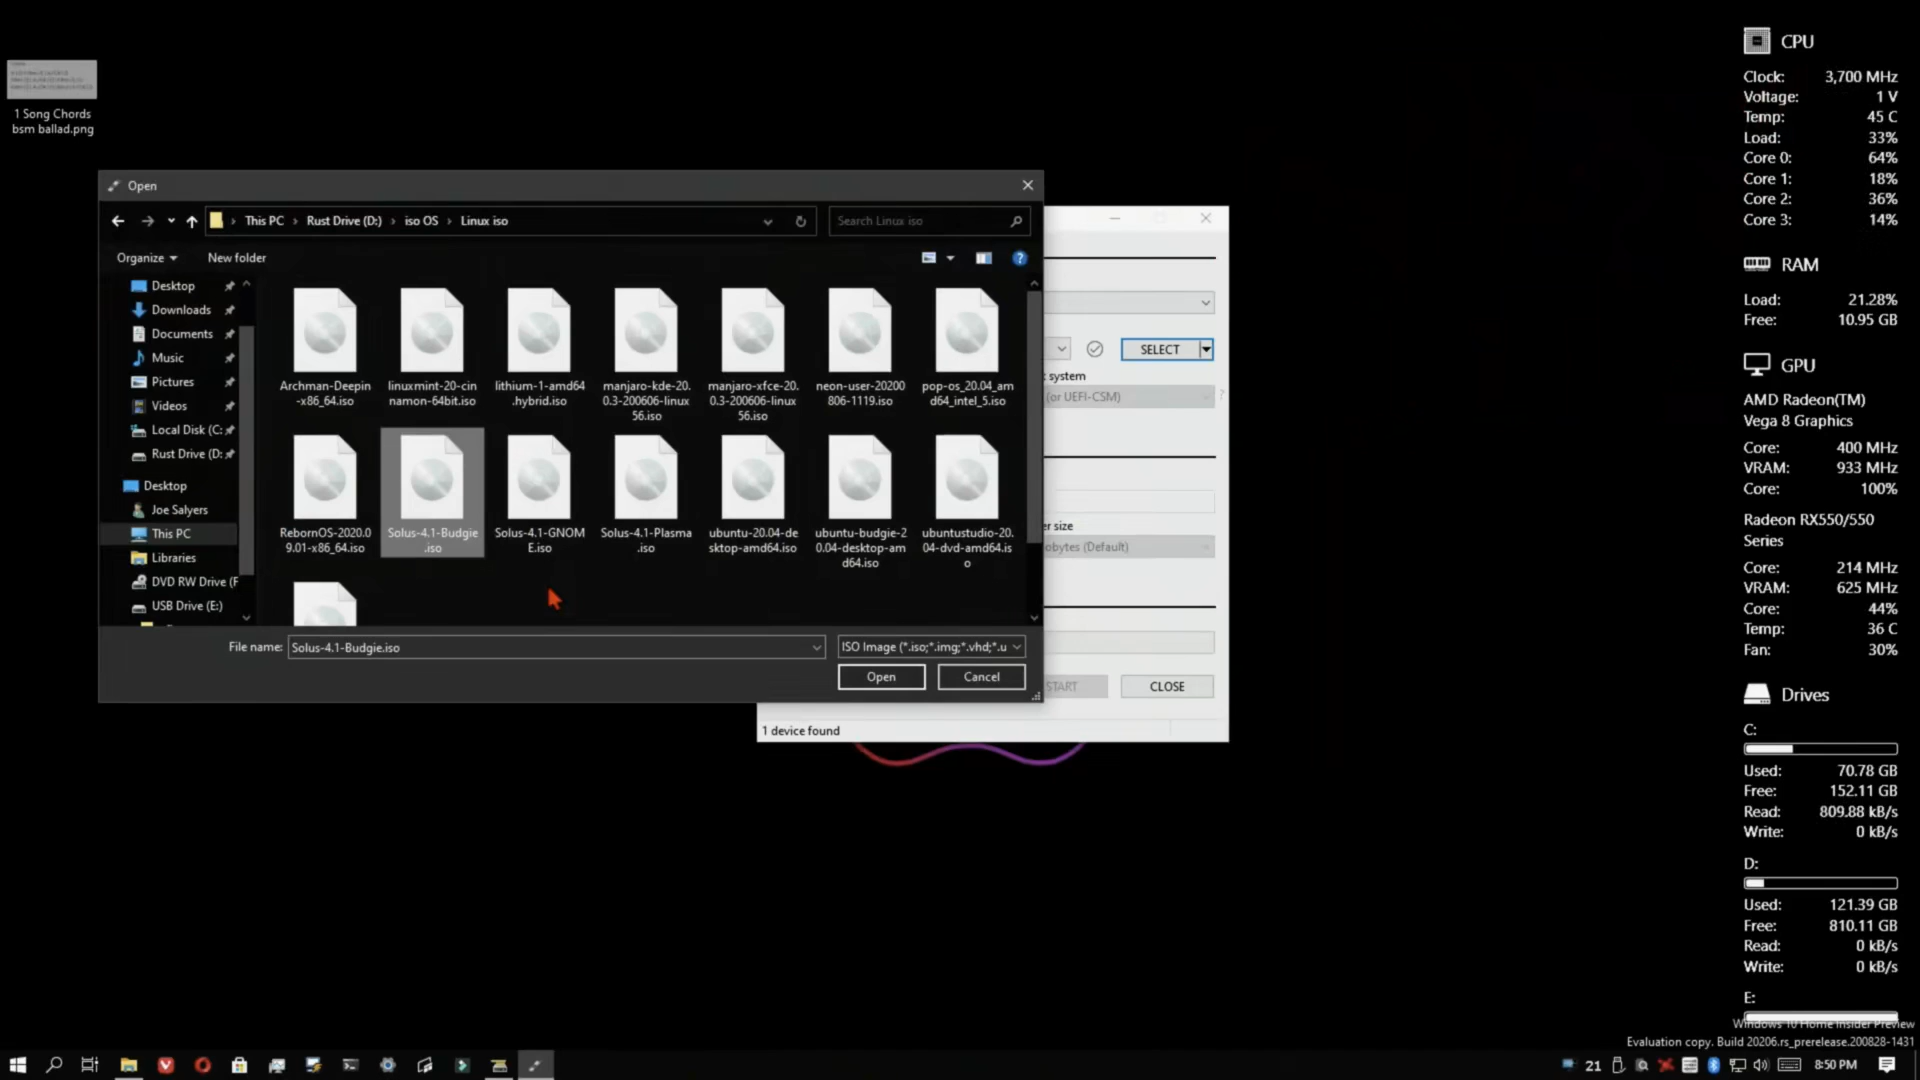 1 Song Chords
bsm ballad.png
Open
This PC › Rust Drive (D:) › iso OS › Linux iso
Search Linux iso
Organize
New folder
Desktop
Downloads
Documents
Music
Pictures
Videos
Local Disk (C:
Rust Drive (D:
Desktop
Joe Salyers
This PC
Libraries
DVD RW Drive (F
USB Drive (E:)
Archman-Deepin
-x86_64.iso
linuxmint-20-cin
namon-64bit.iso
lithium-1-amd64
.hybrid.iso
manjaro-kde-20.
0.3-200606-linux
56.iso
manjaro-xfce-20.
0.3-200606-linux
56.iso
neon-user-20200
806-1119.iso
pop-os_20.04_am
d64_intel_5.iso
RebornOS-2020.0
9.01-x86_64.iso
Solus-4.1-Budgie
.iso
Solus-4.1-GNOM
E.iso
Solus-4.1-Plasma
.iso
ubuntu-20.04-de
sktop-amd64.iso
ubuntu-budgie-2
0.04-desktop-am
d64.iso
ubuntustudio-20.
04-dvd-amd64.is
o
File name: Solus-4.1-Budgie.iso
ISO Image (*.iso;*.img;*.vhd;*.u
Open
Cancel
SELECT
t system
(or UEFI-CSM)
?
er size
obytes (Default)
START
CLOSE
1 device found
CPU
Clock: 3,700 MHz
Voltage: 1 V
Temp: 45 C
Load: 33%
Core 0: 64%
Core 1: 18%
Core 2: 36%
Core 3: 14%
RAM
Load: 21.28%
Free: 10.95 GB
GPU
AMD Radeon(TM)
Vega 8 Graphics
Core: 400 MHz
VRAM: 933 MHz
Core: 100%
Radeon RX550/550
Series
Core: 214 MHz
VRAM: 625 MHz
Core: 44%
Temp: 36 C
Fan: 30%
Drives
C:
Used: 70.78 GB
Free: 152.11 GB
Read: 809.88 kB/s
Write: 0 kB/s
D:
Used: 121.39 GB
Free: 810.11 GB
Read: 0 kB/s
Write: 0 kB/s
E:
Windows 10 Home Insider Preview
Evaluation copy. Build 20206.rs_prerelease.200828-1431
21
8:50 PM